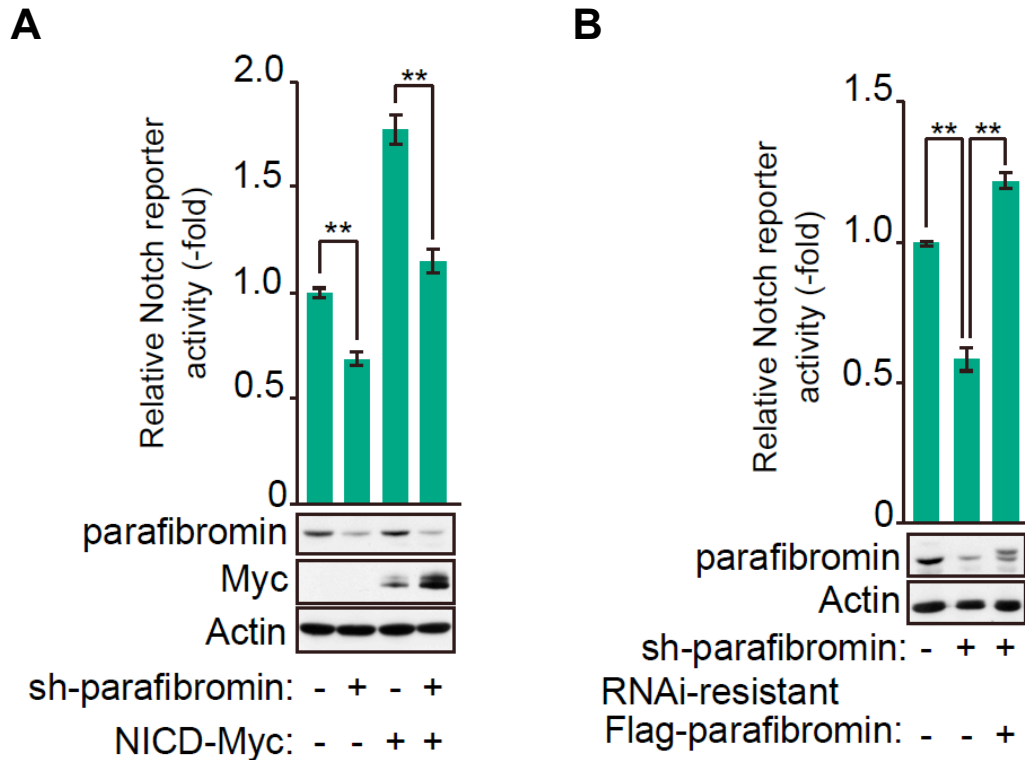 A
Relative Notch reporter
activity (-fold)
2.0
1.5
1.0
0.5
0
**
**
parafibromin
Myc
Actin
sh-parafibromin: - + - +
NICD-Myc: - - + +
B
Relative Notch reporter
activity (-fold)
1.5
1.0
0.5
0
** **
parafibromin
Actin
sh-parafibromin: - + +
RNAi-resistant
Flag-parafibromin: - - +